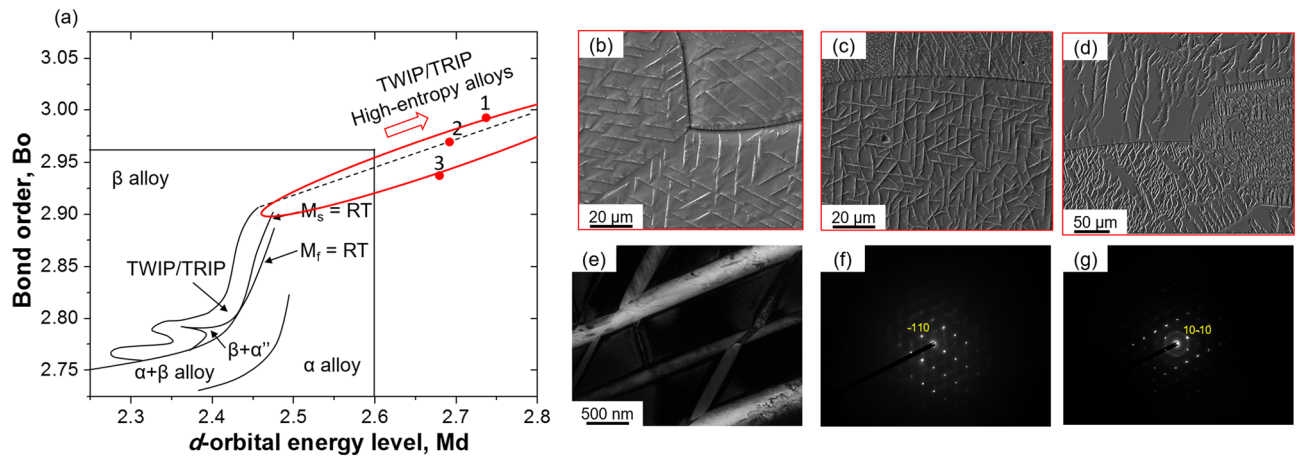 (a)
3.07
3.00
2.95
2.90
2.85
2.80
2.75
Bond order, Bo
2.3 2.4 2.5 2.6 2.7 2.8
d-orbital energy level, Md
TWIP/TRIP
High-entropy alloys
1
2
3
β alloy
Ms = RT
Mf = RT
TWIP/TRIP
β+α’’
α+β alloy
α alloy
(b)
20 μm
(c)
20 μm
(d)
50 μm
(e)
500 nm
(f)
-110
(g)
10-10